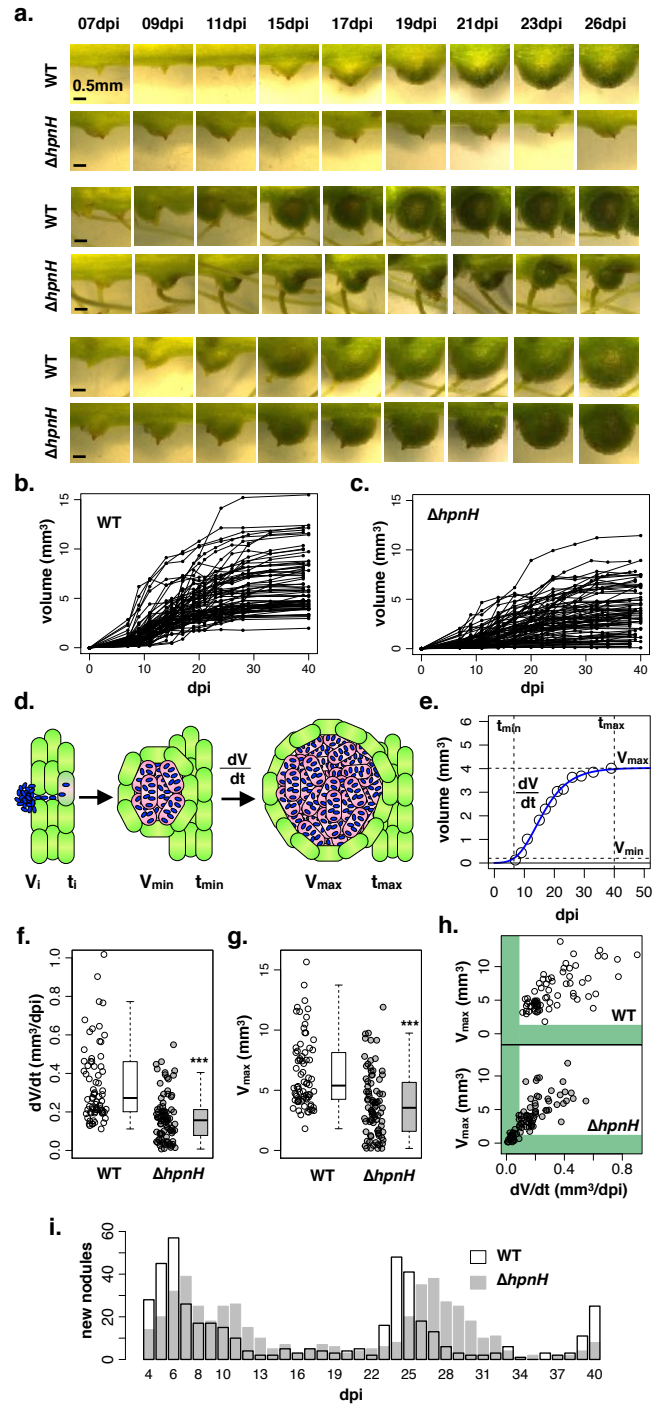 a.
07dpi 09dpi 11dpi 15dpi 17dpi 19dpi 21dpi 23dpi 26dpi
WT
0.5mm
ΔhpnH
WT
ΔhpnH
WT
ΔhpnH
b.
WT
volume (mm³)
15
10
5
0
0 10 20 30 40
dpi
c.
ΔhpnH
volume (mm³)
15
10
5
0
0 10 20 30 40
dpi
d.
dV
dt
Vi ti Vmin tmin Vmax tmax
e.
tmin tmax
Vmax
dV
dt
Vmin
volume (mm³)
6
5
4
3
2
1
0
0 10 20 30 40 50
dpi
f.
dV/dt (mm³/dpi)
1.0
0.8
0.6
0.4
0.2
0.0
***
WT ΔhpnH
g.
Vmax (mm³)
15
10
5
0
***
WT ΔhpnH
h.
Vmax (mm³)
10
5
0
WT
Vmax (mm³)
10
5
0
ΔhpnH
0.0 0.4 0.8
dV/dt (mm³/dpi)
i.
new nodules
60
40
20
0
WT
ΔhpnH
4 6 8 10 13 16 19 22 25 28 31 34 37 40
dpi